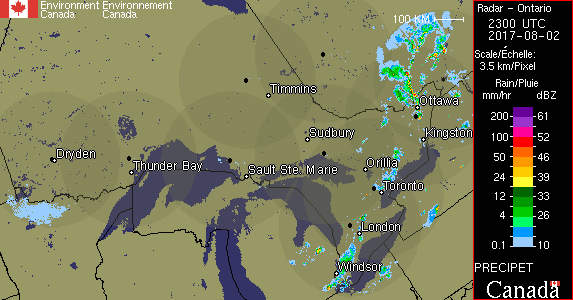 Environment Environnement
Canada Canada
100 KM
Timmins
Ottawa
Sudbury
Kingston
Dryden
Thunder Bay
Sault Ste. Marie
Orillia
Toronto
London
Windsor
Radar - Ontario
2300 UTC
2017-08-02
Scale/Échelle:
3.5 km/Pixel
Rain/Pluie
mm/hr dBZ
200 61
100 52
50 46
24 39
12 33
4 26
0.1 10
PRECIPET
Canada